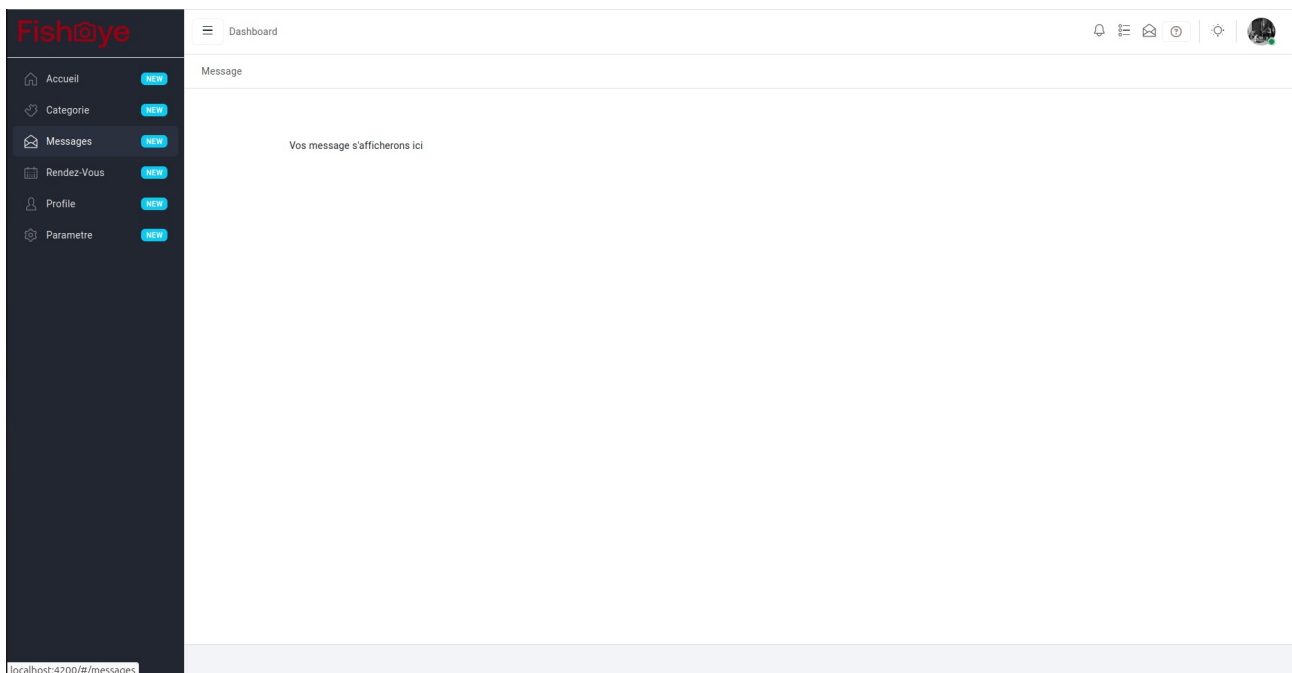 Fisheye
Dashboard
Message
Accueil NEW
Categorie NEW
Messages NEW
Rendez-Vous NEW
Profile NEW
Parametre NEW
Vos message s'afficherons ici
localhost:4200/#/messages